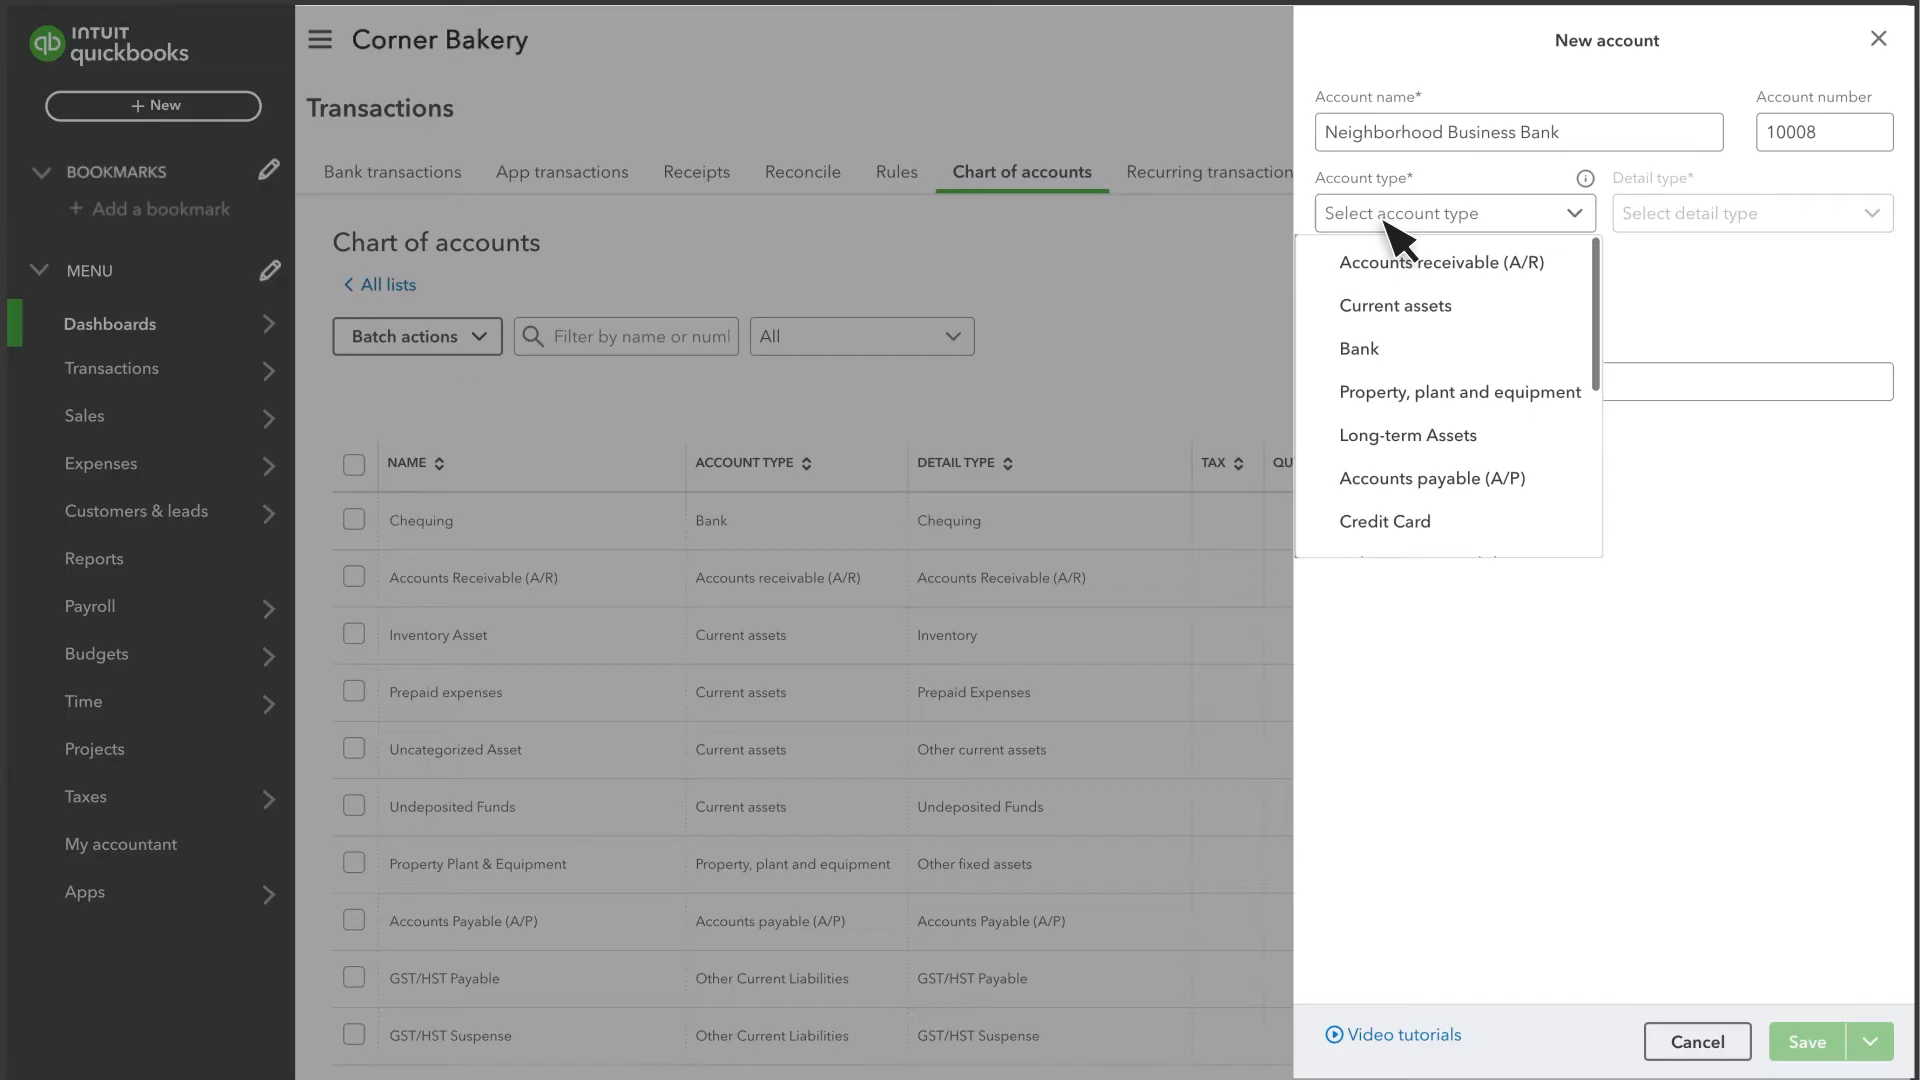 INTUIT
quickbooks
+ New
BOOKMARKS
+ Add a bookmark
MENU
Dashboards
Transactions
Sales
Expenses
Customers & leads
Reports
Payroll
Budgets
Time
Projects
Taxes
My accountant
Apps
Corner Bakery
Transactions
Bank transactions App transactions Receipts Reconcile Rules Chart of accounts Recurring transaction
Chart of accounts
All lists
Batch actions Filter by name or numl All
NAME ACCOUNT TYPE DETAIL TYPE TAX QU
Chequing Bank Chequing
Accounts Receivable (A/R) Accounts receivable (A/R) Accounts Receivable (A/R)
Inventory Asset Current assets Inventory
Prepaid expenses Current assets Prepaid Expenses
Uncategorized Asset Current assets Other current assets
Undeposited Funds Current assets Undeposited Funds
Property Plant & Equipment Property, plant and equipment Other fixed assets
Accounts Payable (A/P) Accounts payable (A/P) Accounts Payable (A/P)
GST/HST Payable Other Current Liabilities GST/HST Payable
GST/HST Suspense Other Current Liabilities GST/HST Suspense
New account
Account name* Account number
Neighborhood Business Bank 10008
Account type* Detail type*
Select account type Select detail type
Accounts receivable (A/R)
Current assets
Bank
Property, plant and equipment
Long-term Assets
Accounts payable (A/P)
Credit Card
Video tutorials
Cancel Save